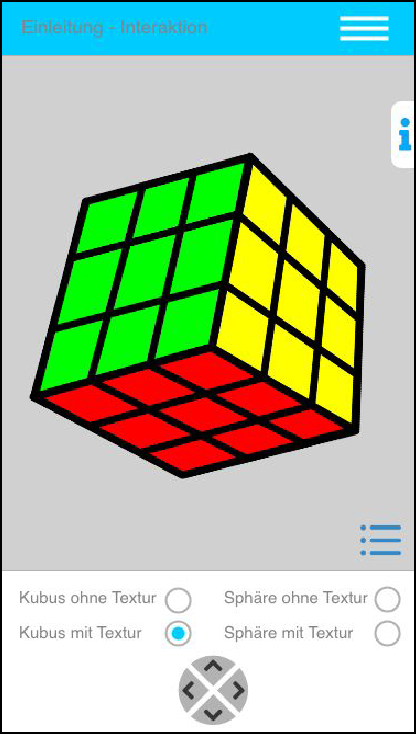 Einleitung - Interaktion
i
Kubus ohne Textur
Sphäre ohne Textur
Kubus mit Textur
Sphäre mit Textur